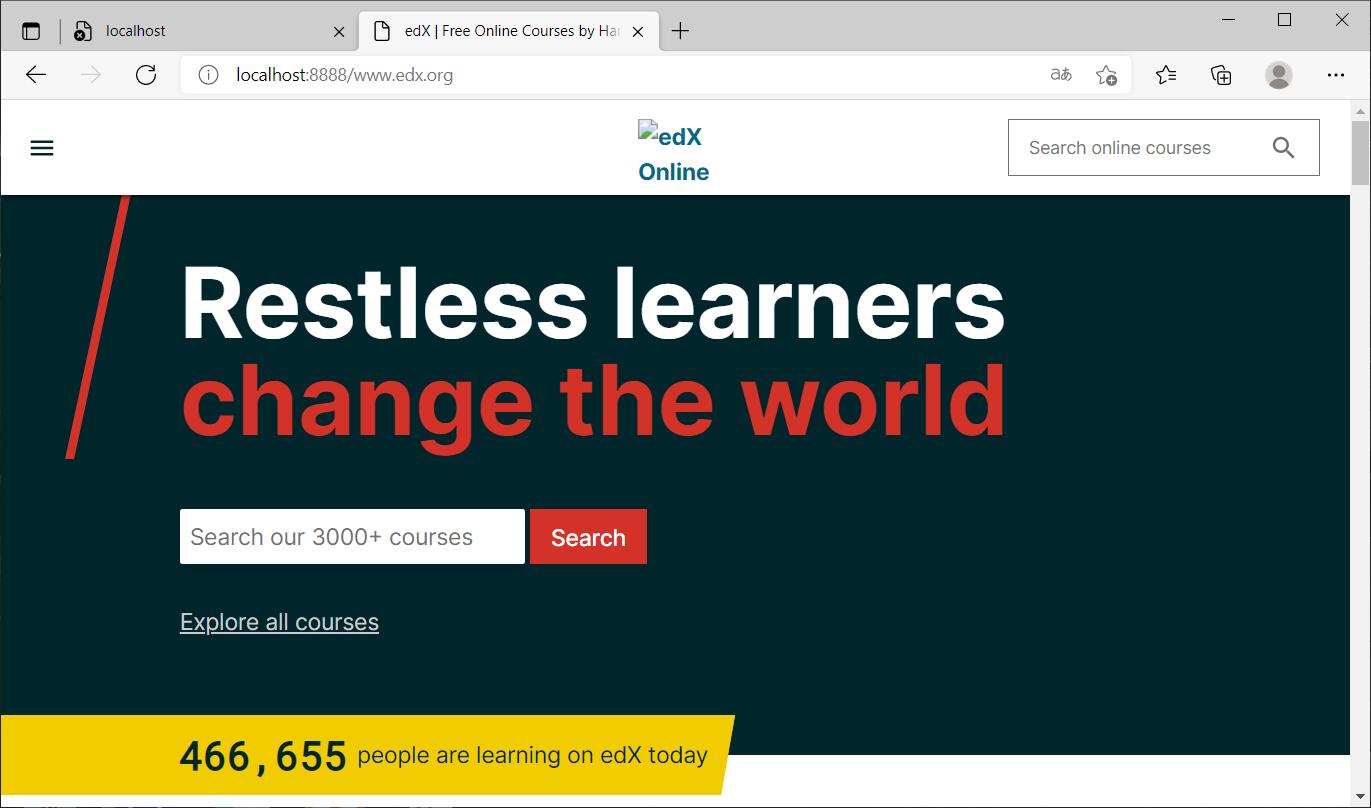 localhost
edX | Free Online Courses by Har
localhost:8888/www.edx.org
aあ
edX
Online
Search online courses
Restless learners
change the world
Search our 3000+ courses
Search
Explore all courses
466,655 people are learning on edX today